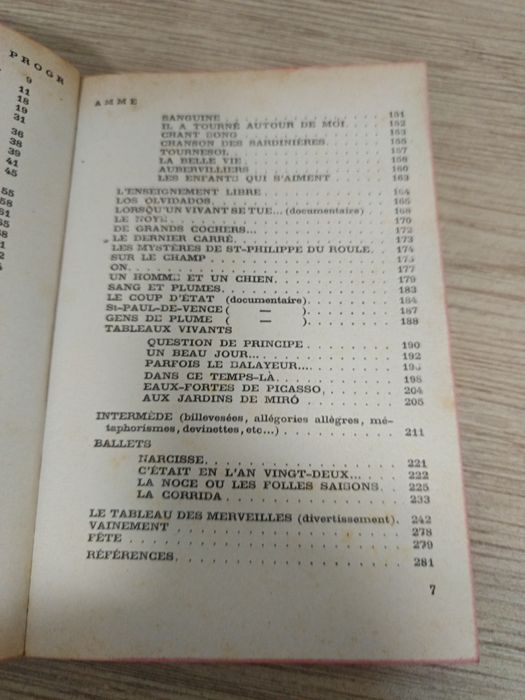 PROGR
9
11
18
19
31
36
38
39
41
45
55
58
61
65
AMME
SANGUINE 151
IL A TOURNÉ AUTOUR DE MOI. 152
CHANT SONG 153
CHANSON DES SARDINIÈRES. 155
TOURNESOL 157
LA BELLE VIE 158
AUBERVILLIERS 160
LES ENFANTS QUI S'AIMENT 163
L'ENSEIGNEMENT LIBRE. 164
LOS OLVIDADOS. 165
LORSQU'UN VIVANT SE TUE... (documentaire) 168
LE NOYÉ. 170
DE GRANDS COCHERS... 172
LE DERNIER CARRÉ. 173
LES MYSTÈRES DE ST-PHILIPPE DU ROULE. 174
SUR LE CHAMP 175
ON. 177
UN HOMME ET UN CHIEN. 179
SANG ET PLUMES. 183
LE COUP D'ÉTAT (documentaire). 184
St-PAUL-DE-VENCE ( — ) 187
GENS DE PLUME ( — ) 188
TABLEAUX VIVANTS
QUESTION DE PRINCIPE 190
UN BEAU JOUR... 192
PARFOIS LE BALAYEUR.... 193
DANS CE TEMPS-LÀ. 195
EAUX-FORTES DE PICASSO, 204
AUX JARDINS DE MIRÓ 205
INTERMÈDE (billevesées, allégories allègres, mé-
taphorismes, devinettes, etc...) 211
BALLETS
NARCISSE. 221
C'ÉTAIT EN L'AN VINGT-DEUX... 222
LA NOCE OU LES FOLLES SAISONS. 225
LA CORRIDA 233
LE TABLEAU DES MERVEILLES (divertissement). 242
VAINEMENT 278
FÊTE 279
RÉFÉRENCES. 281
7